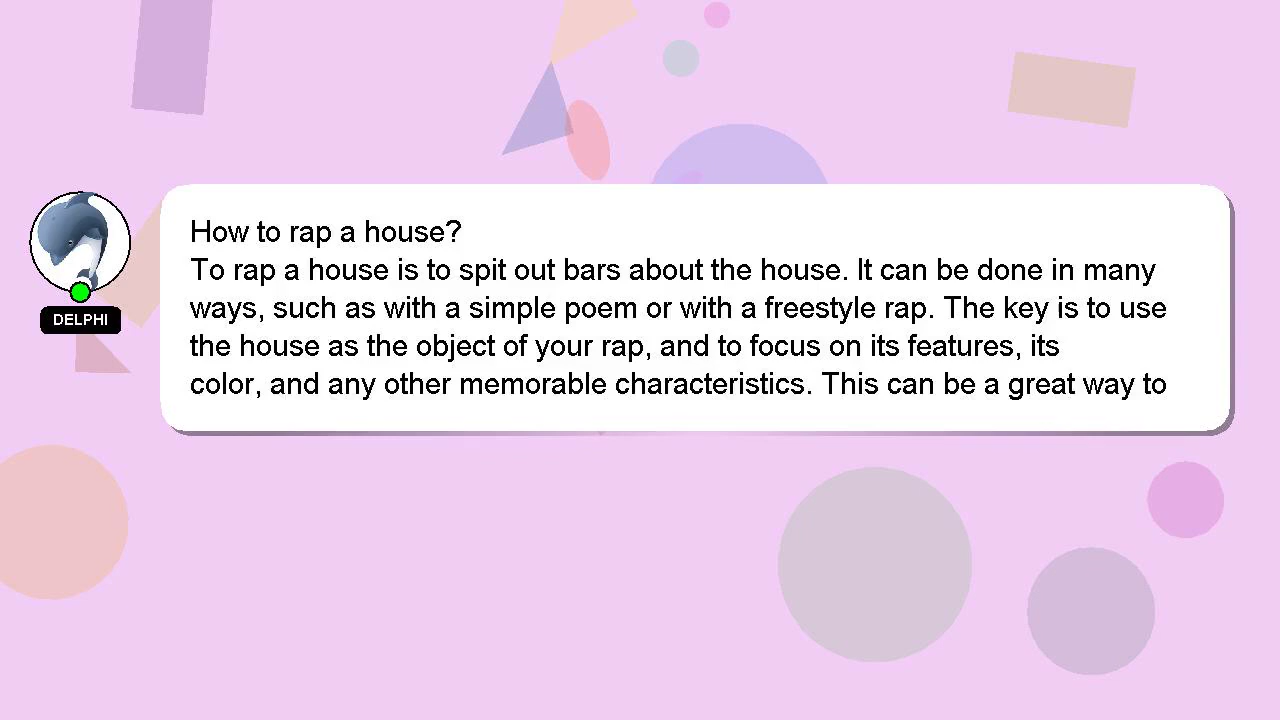 How to rap a house?
To rap a house is to spit out bars about the house. It can be done in many
ways, such as with a simple poem or with a freestyle rap. The key is to use
the house as the object of your rap, and to focus on its features, its
color, and any other memorable characteristics. This can be a great way to
DELPHI